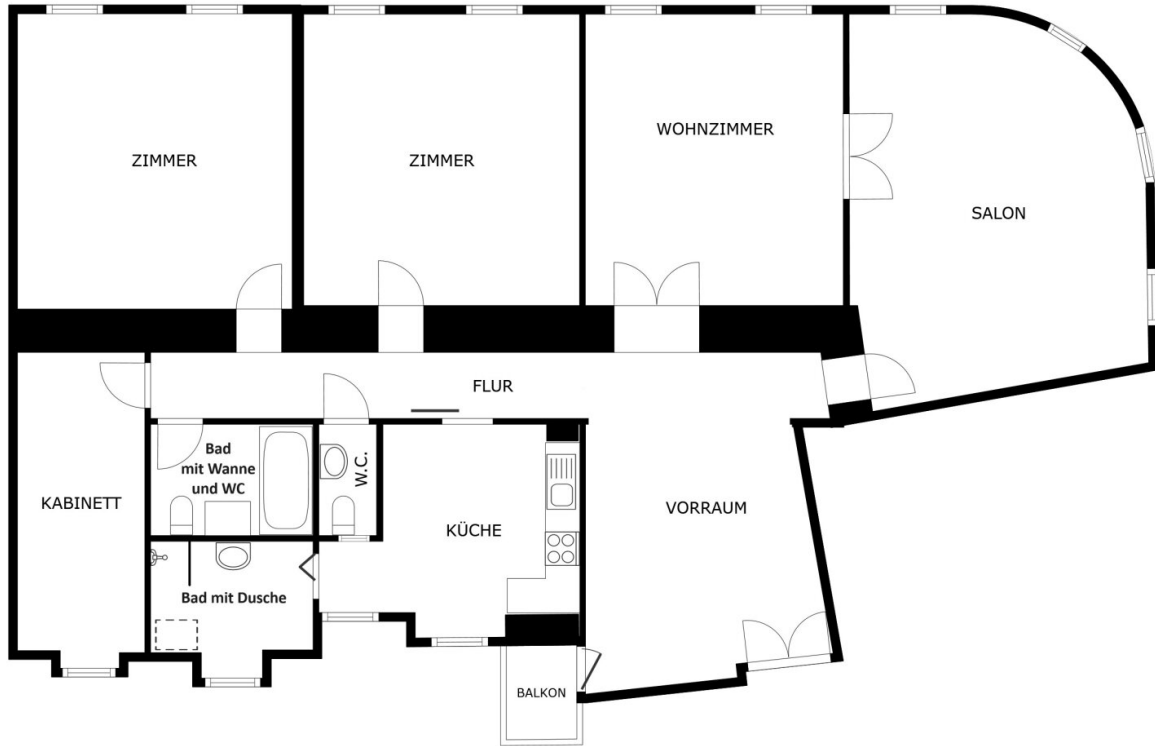 ZIMMER
ZIMMER
WOHNZIMMER
SALON
FLUR
KABINETT
Bad
mit Wanne
und WC
W.C.
KÜCHE
VORRAUM
Bad mit Dusche
BALKON